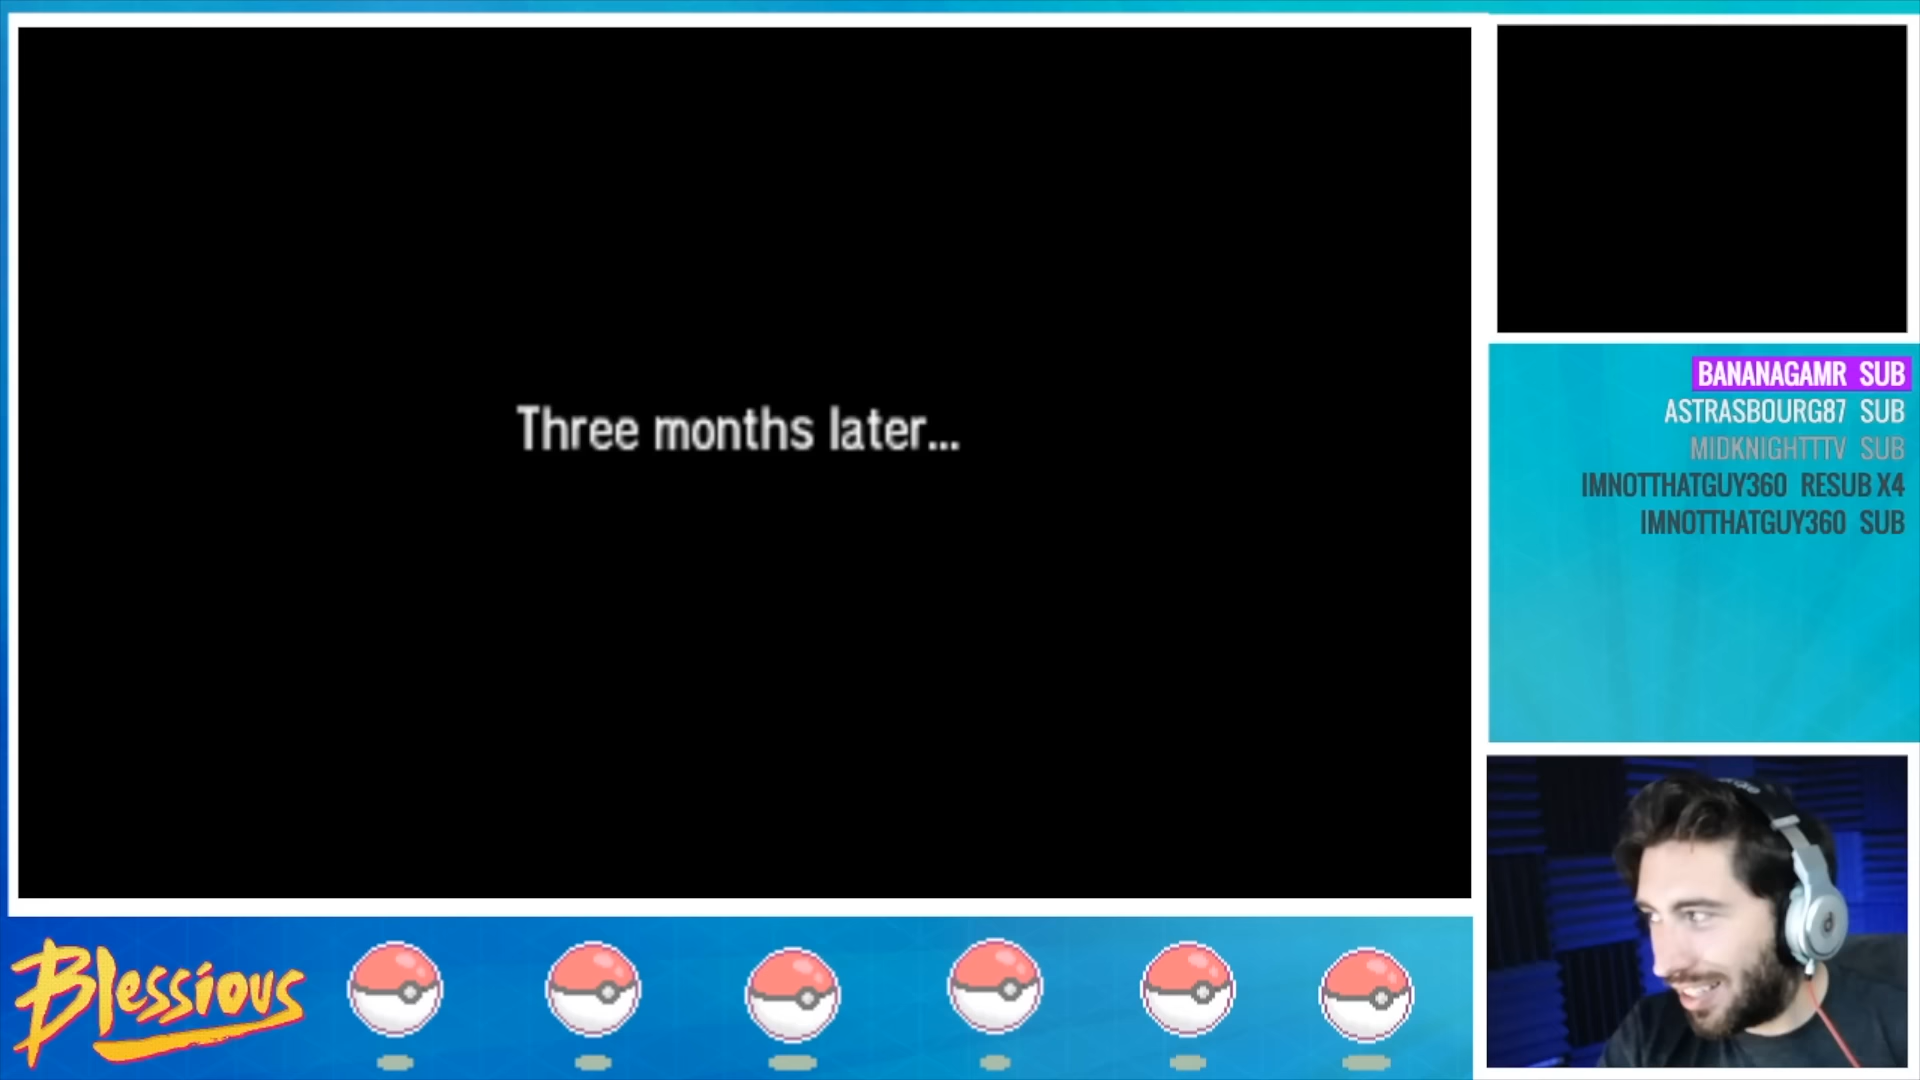 Three months later...
BANANAGAMR SUB
ASTRASBOURG87 SUB
MIDKNIGHTTTV SUB
IMNOTTHATGUY360 RESUB X4
IMNOTTHATGUY360 SUB
Blessious